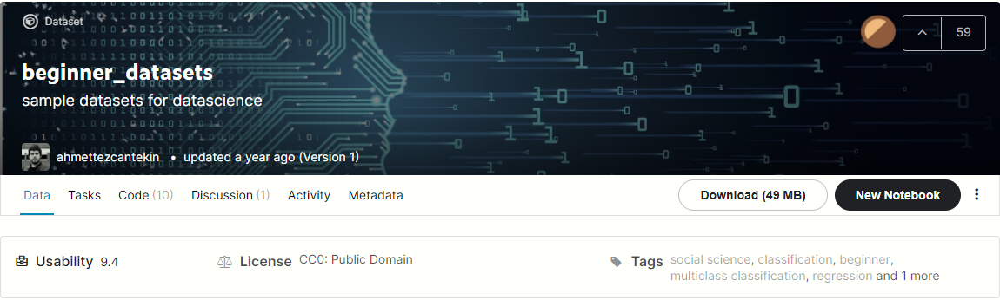 Dataset
59
beginner_datasets
sample datasets for datascience
ahmettezcantekin • updated a year ago (Version 1)
Data Tasks Code (10) Discussion (1) Activity Metadata Download (49 MB) New Notebook
Usability 9.4 License CC0: Public Domain Tags social science, classification, beginner,
multiclass classification, regression and 1 more